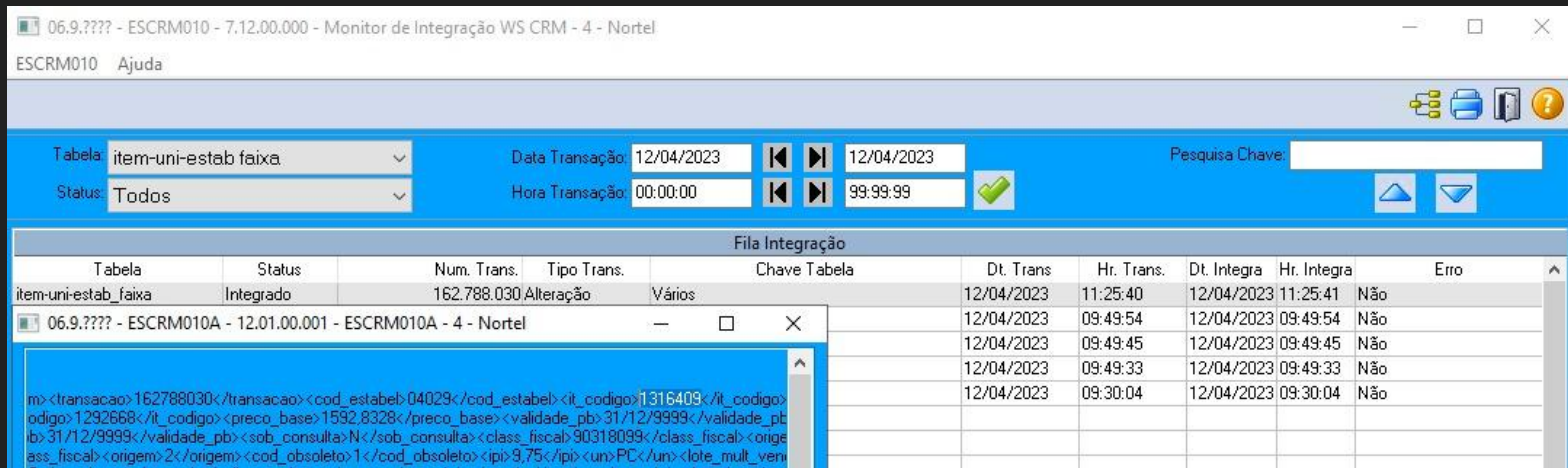 06.9.???? - ESCRM010 - 7.12.00.000 - Monitor de Integração WS CRM - 4 - Nortel
ESCRM010 Ajuda
Tabela: item-uni-estab faixa Data Transação: 12/04/2023 12/04/2023 Pesquisa Chave:
Status: Todos Hora Transação: 00:00:00 99:99:99
Fila Integração
Tabela Status Num. Trans. Tipo Trans. Chave Tabela Dt. Trans Hr. Trans. Dt. Integra Hr. Integra Erro
item-uni-estab_faixa Integrado 162.788.030 Alteração Vários 12/04/2023 11:25:40 12/04/2023 11:25:41 Não
12/04/2023 09:49:54 12/04/2023 09:49:54 Não
12/04/2023 09:49:45 12/04/2023 09:49:45 Não
12/04/2023 09:49:33 12/04/2023 09:49:33 Não
12/04/2023 09:30:04 12/04/2023 09:30:04 Não
06.9.???? - ESCRM010A - 12.01.00.001 - ESCRM010A - 4 - Nortel
m><transacao>162788030</transacao><cod_estabel>04029</cod_estabel><it_codigo>1316409</it_codigo>
odigo>1292668</it_codigo><preco_base>1592,8328</preco_base><validade_pb>31/12/9999</validade_pb
b>31/12/9999</validade_pb><sob_consulta>N</sob_consulta><class_fiscal>90318099</class_fiscal><orige
ass_fiscal><origem>2</origem><cod_obsoleto>1</cod_obsoleto><ipi>9,75</ipi><un>PC</un><lote_mult_ven